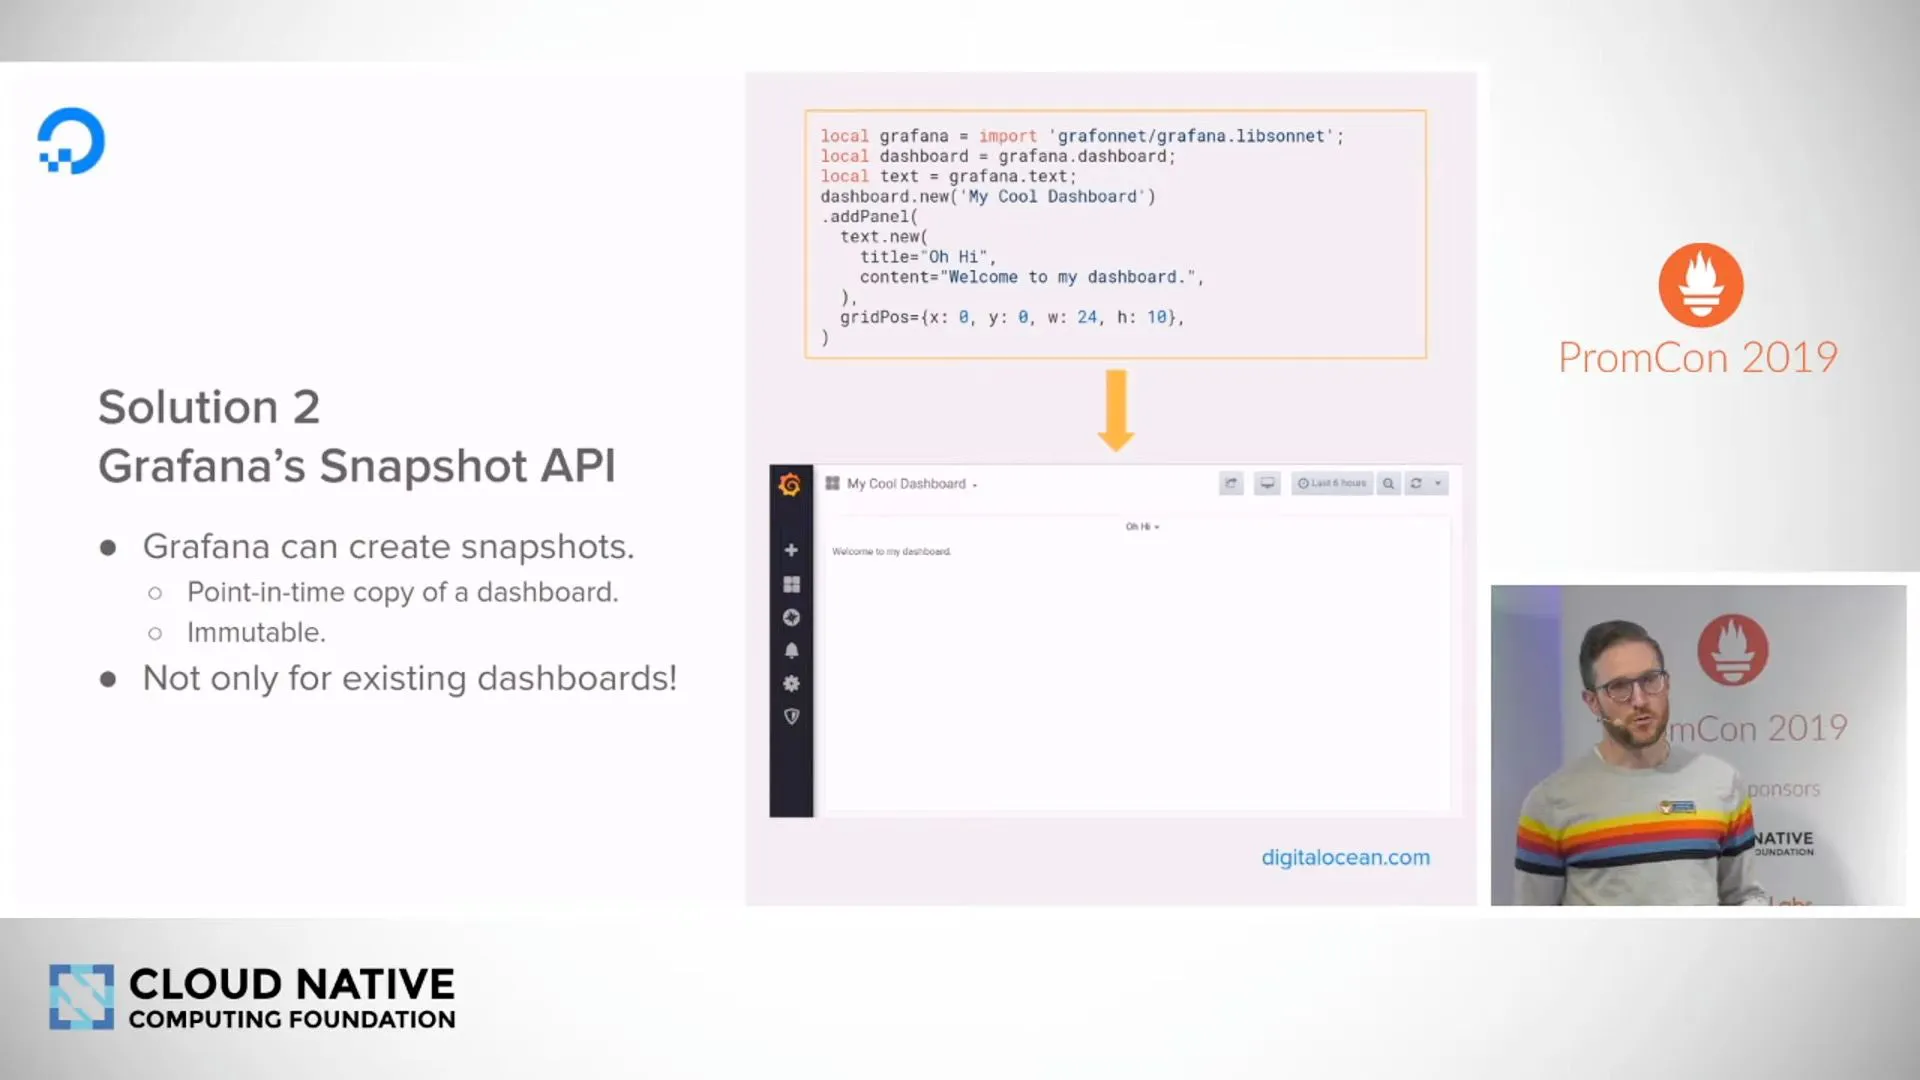 Solution 2
Grafana's Snapshot API
● Grafana can create snapshots.
○ Point-in-time copy of a dashboard.
○ Immutable.
● Not only for existing dashboards!
local grafana = import 'grafonnet/grafana.libsonnet';
local dashboard = grafana.dashboard;
local text = grafana.text;
dashboard.new('My Cool Dashboard')
.addPanel(
text.new(
title="Oh Hi",
content="Welcome to my dashboard.",
),
gridPos={x: 0, y: 0, w: 24, h: 10},
)
My Cool Dashboard
Last 6 hours
Oh Hi
Welcome to my dashboard.
digitalocean.com
PromCon 2019
mCon 2019
ponsors
NATIVE
OUNDATION
Labs
CLOUD NATIVE
COMPUTING FOUNDATION